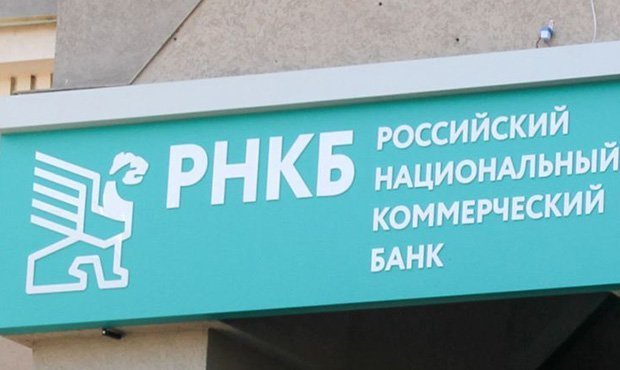 РНКБ
РОССИЙСКИЙ
НАЦИОНАЛЬНЫЙ
КОММЕРЧЕСКИЙ
БАНК